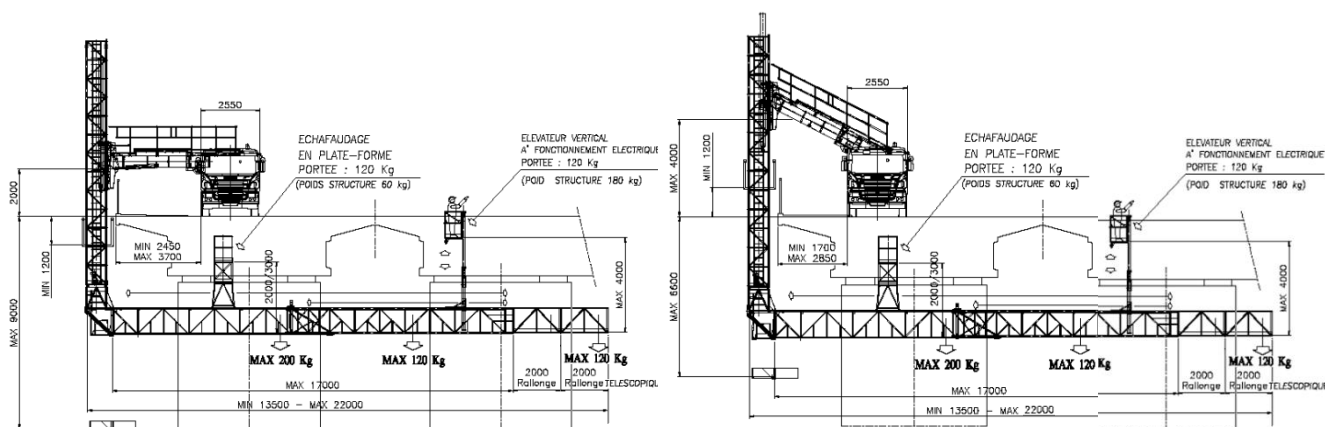 2550
ECHAFAUDAGE
EN PLATE-FORME
PORTEE : 120 Kg
(POIDS STRUCTURE 60 kg)
ELEVATEUR VERTICAL
A° FONCTIONNEMENT ELECTRIQUE
PORTEE : 120 Kg
(POID STRUCTURE 180 kg)
2000
MIN 2450
MAX 3700
MIN 1200
MAX 9000
2000/3000
MAX 4000
MAX 200 Kg
MAX 120 Kg
MAX 120 Kg
MAX 17000
2000
Rallonge
2000
Rallonge TELESCOPIQU
MIN 13500 - MAX 22000
2550
ECHAFAUDAGE
EN PLATE-FORME
PORTEE : 120 Kg
(POIDS STRUCTURE 60 kg)
ELEVATEUR VERTICAL
A° FONCTIONNEMENT ELECTRIQUE
PORTEE : 120 Kg
(POID STRUCTURE 180 kg)
MAX 4000
MIN 1200
MIN 1700
MAX 2850
MAX 6600
2000/3000
MAX 4000
MAX 200 Kg
MAX 120 Kg
MAX 120 Kg
MAX 17000
2000
Rallonge
2000
Rallonge TELESCOPIQU
MIN 13500 - MAX 22000